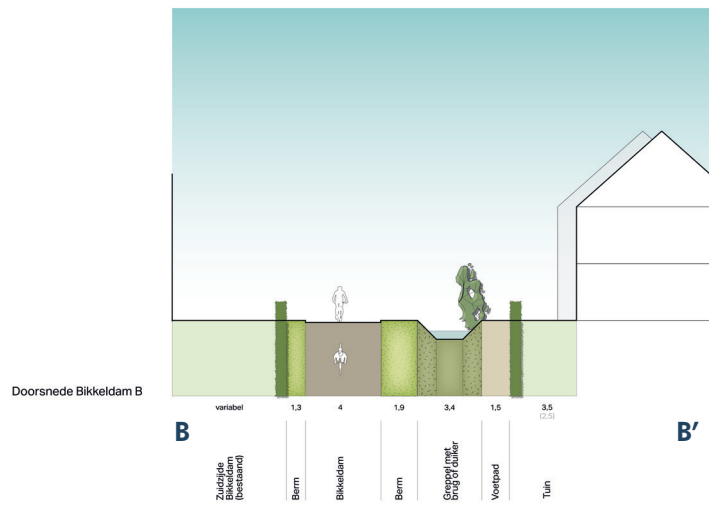 Doorsnede Bikkeldam B
variabel
1,3
4
1,9
3,4
1,5
3,5
(2,5)
B
B′
Zuidzijde
Bikkeldam
(bestaand)
Berm
Bikkeldam
Berm
Greppel met
brug of duiker
Voetpad
Tuin